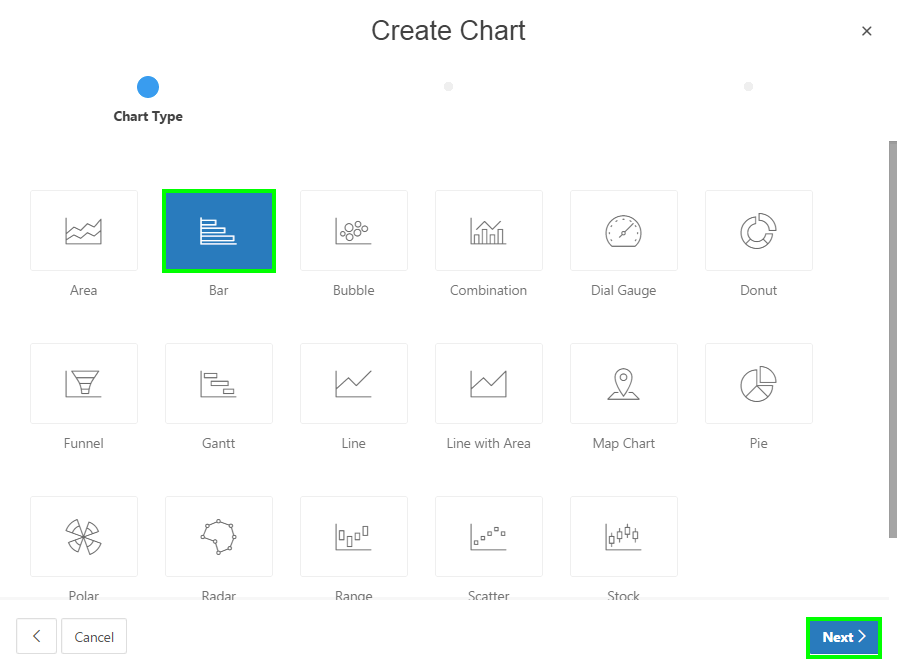 Create Chart
Chart Type
Area
Bar
Bubble
Combination
Dial Gauge
Donut
Funnel
Gantt
Line
Line with Area
Map Chart
Pie
Polar
Radar
Range
Scatter
Stock
Cancel
Next